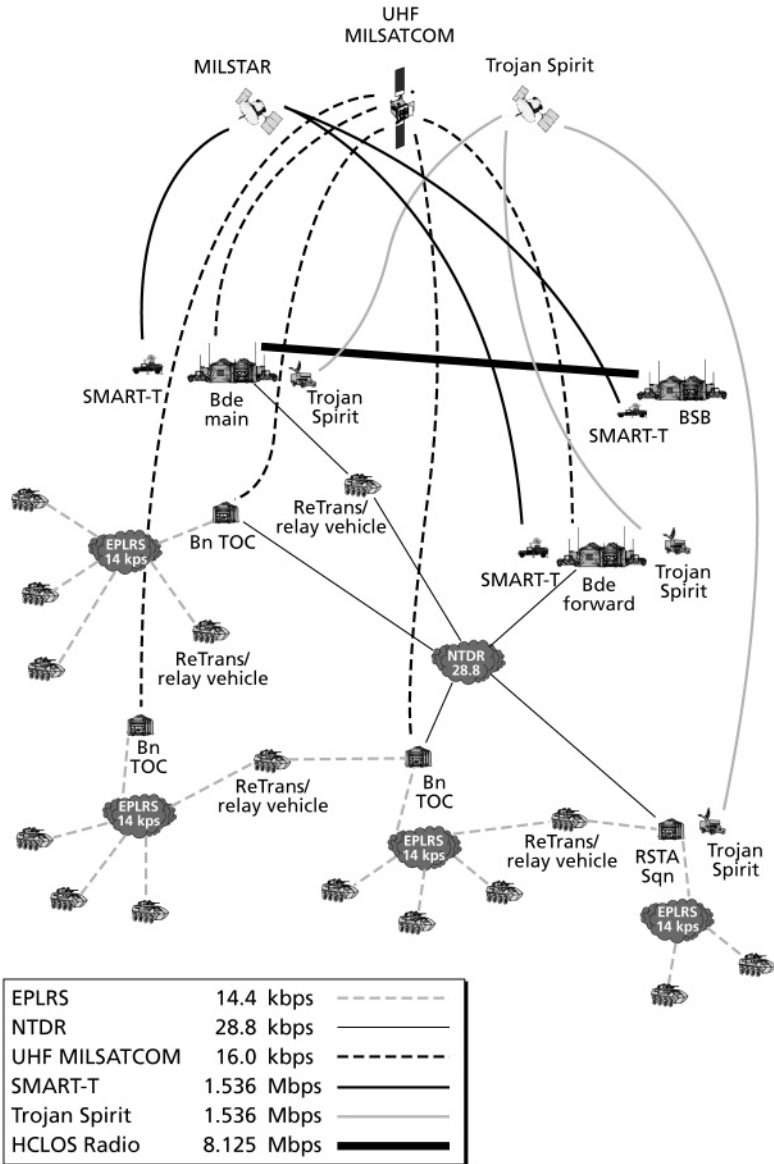 UHF
MILSATCOM
MILSTAR
Trojan Spirit
SMART-T
Bde
main
Trojan
Spirit
SMART-T
BSB
ReTrans/
relay vehicle
Bn TOC
EPLRS
14 kps
SMART-T
Bde
forward
Trojan
Spirit
ReTrans/
relay vehicle
NTDR
28.8
Bn
TOC
ReTrans/
relay vehicle
Bn
TOC
EPLRS
14 kps
EPLRS
14 kps
ReTrans/
relay vehicle
RSTA
Sqn
Trojan
Spirit
EPLRS
14 kps
EPLRS 14.4 kbps
NTDR 28.8 kbps
UHF MILSATCOM 16.0 kbps
SMART-T 1.536 Mbps
Trojan Spirit 1.536 Mbps
HCLOS Radio 8.125 Mbps